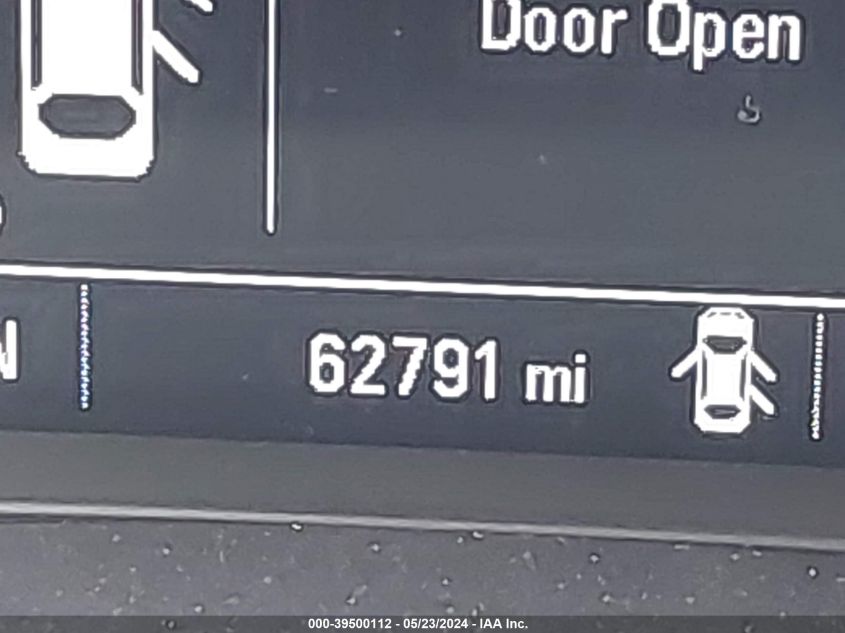 Door Open
62791 mi
000-39500112 - 05/23/2024 - IAA Inc.